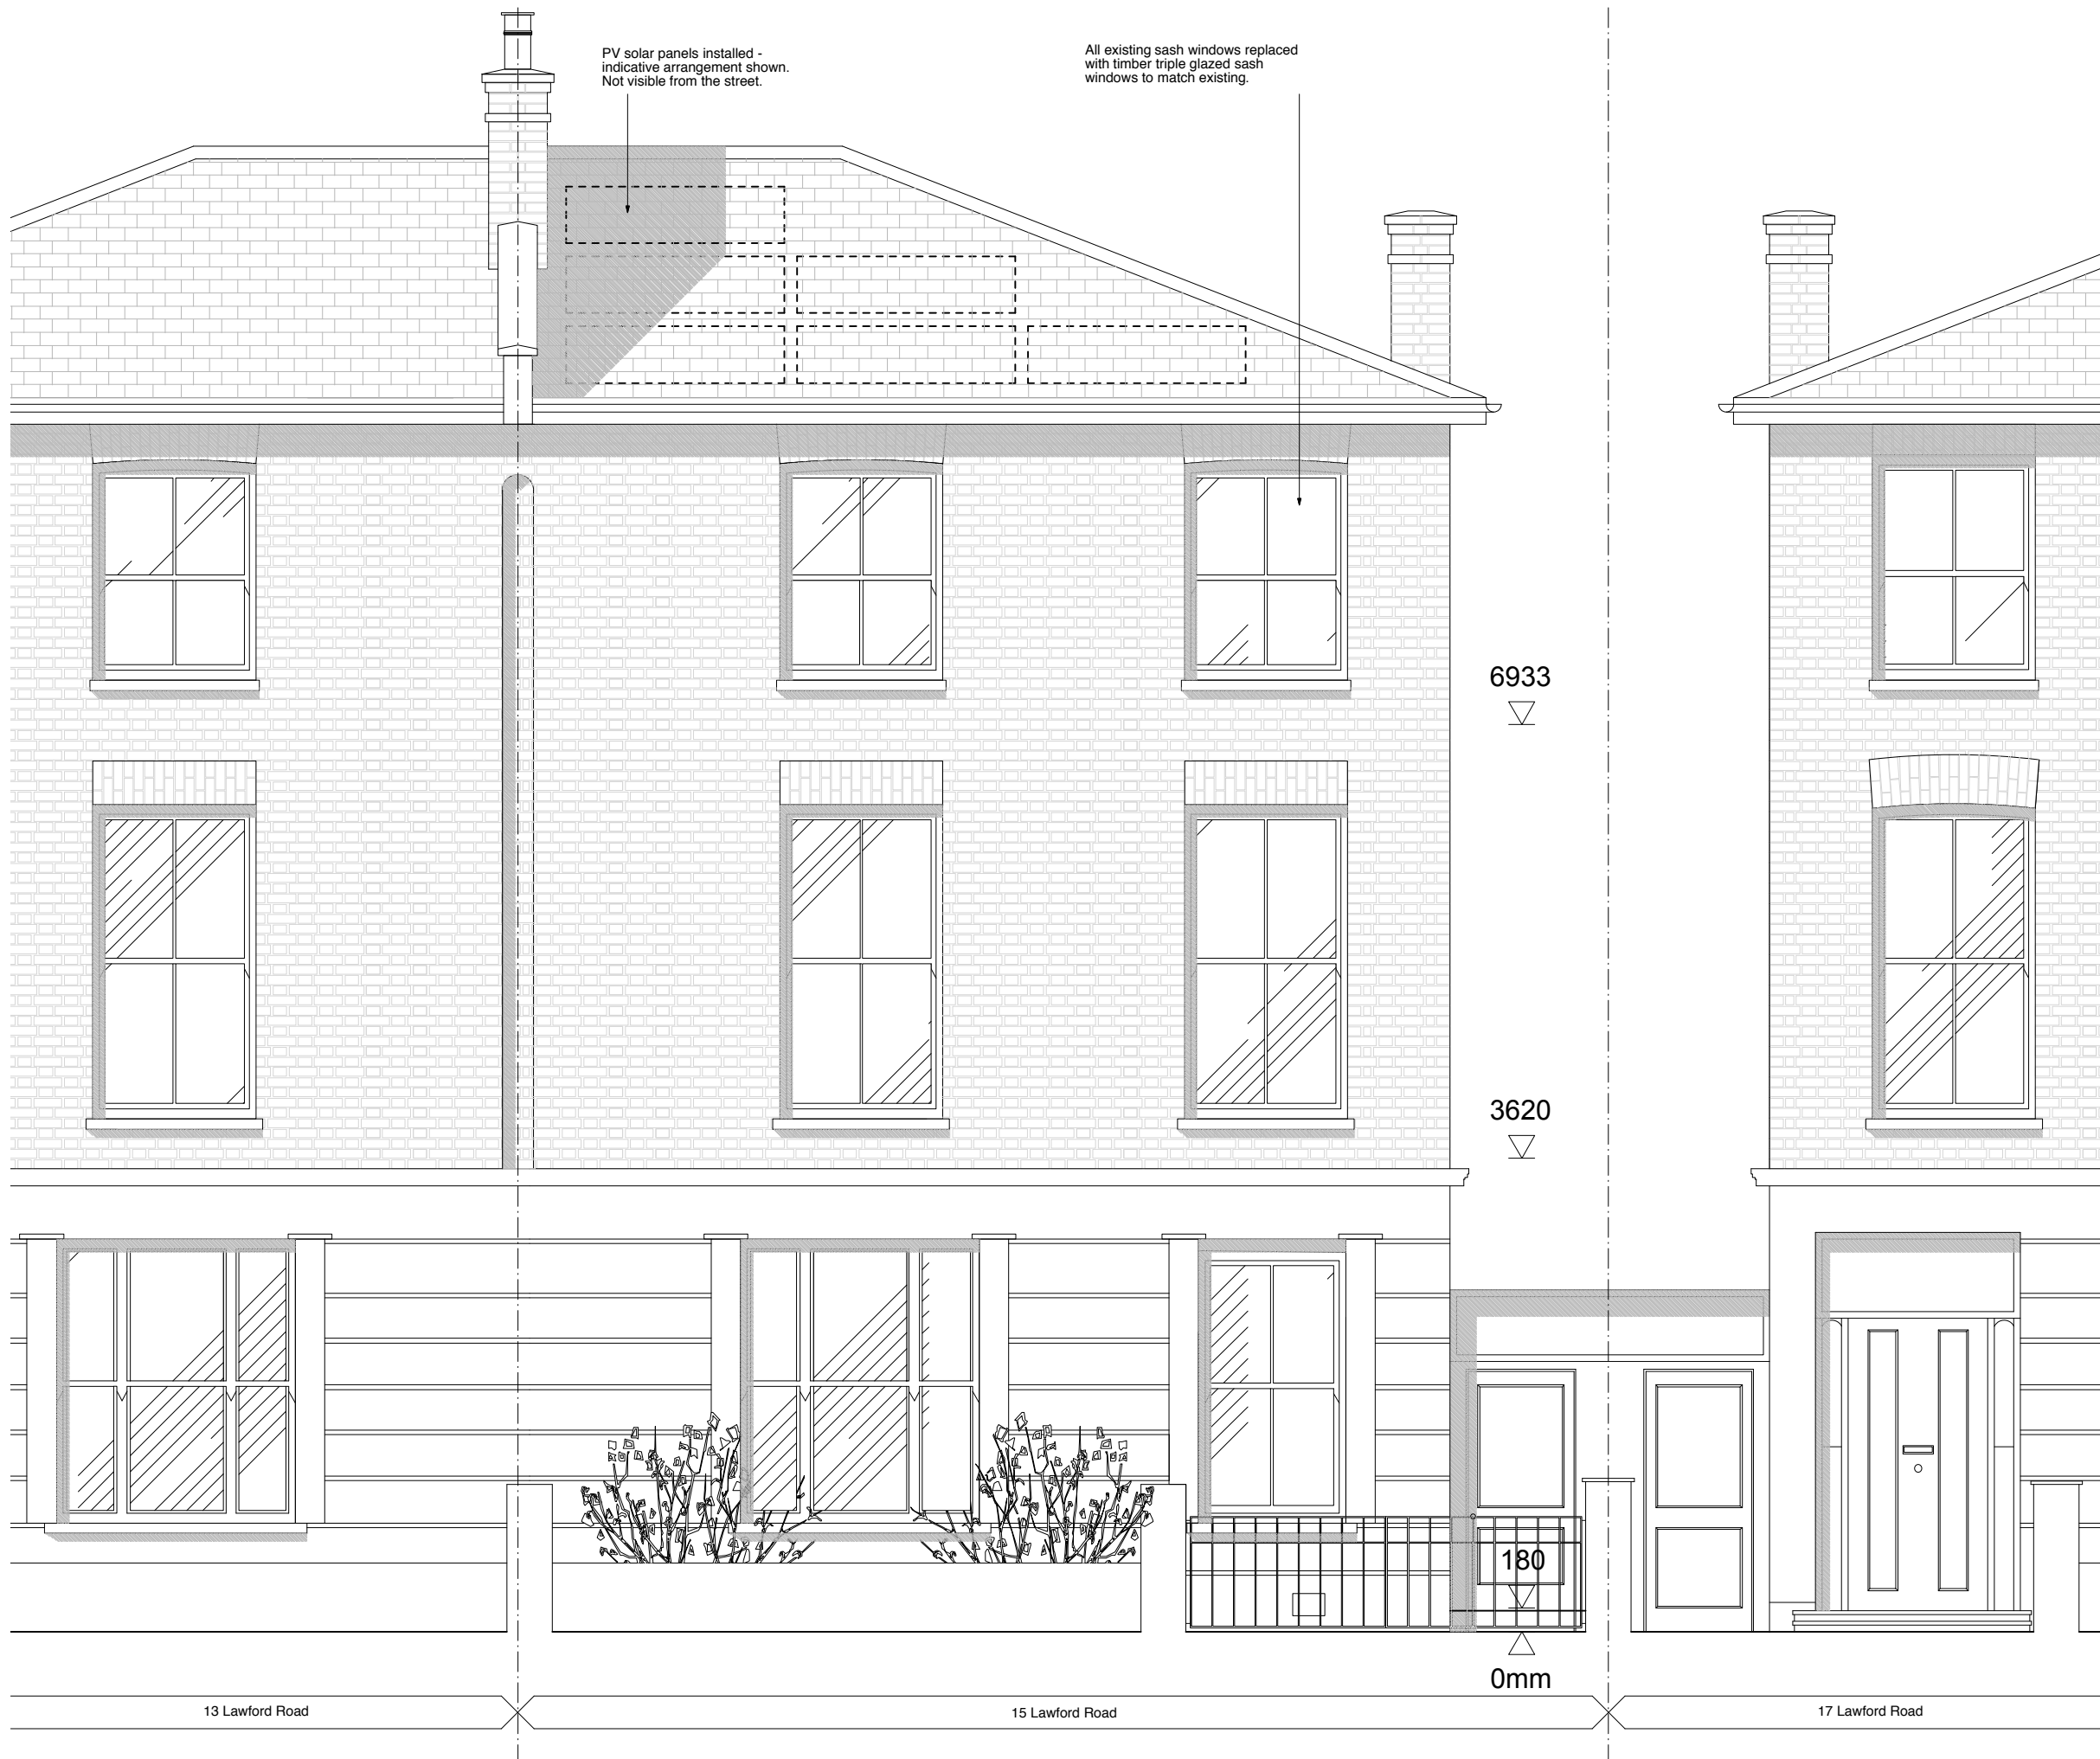 PV solar panels installed -
indicative arrangement shown.
Not visible from the street.
All existing sash windows replaced
with timber triple glazed sash
windows to match existing.
6933
3620
180
0mm
13 Lawford Road
15 Lawford Road
17 Lawford Road